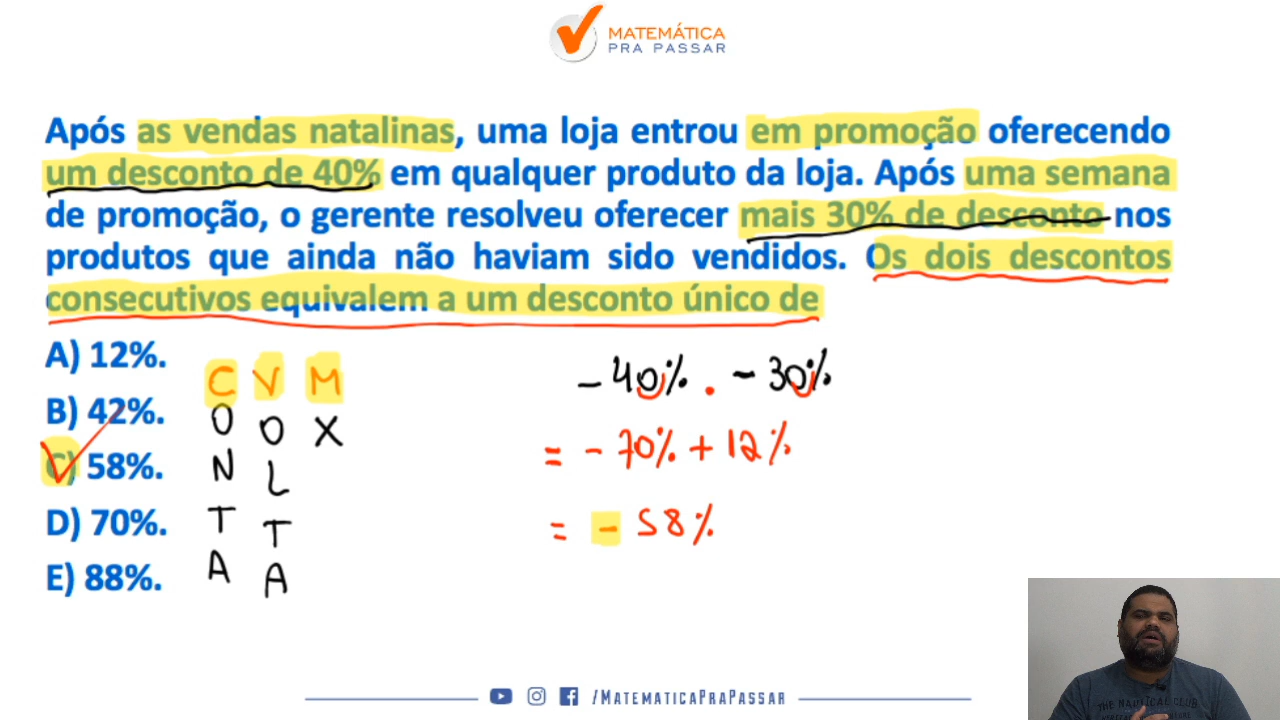 MATEMÁTICA
PRA PASSAR
Após as vendas natalinas, uma loja entrou em promoção oferecendo
um desconto de 40% em qualquer produto da loja. Após uma semana
de promoção, o gerente resolveu oferecer mais 30% de desconto nos
produtos que ainda não haviam sido vendidos. Os dois descontos
consecutivos equivalem a um desconto único de
A) 12%.
B) 42%.
C) 58%.
D) 70%.
E) 88%.
C V M
O O X
N L
T T
A A
- 40% . - 30%
= - 70% + 12%
= - 58%
THE NAUTICAL CLUB
/MATEMATICAPRAPASSAR